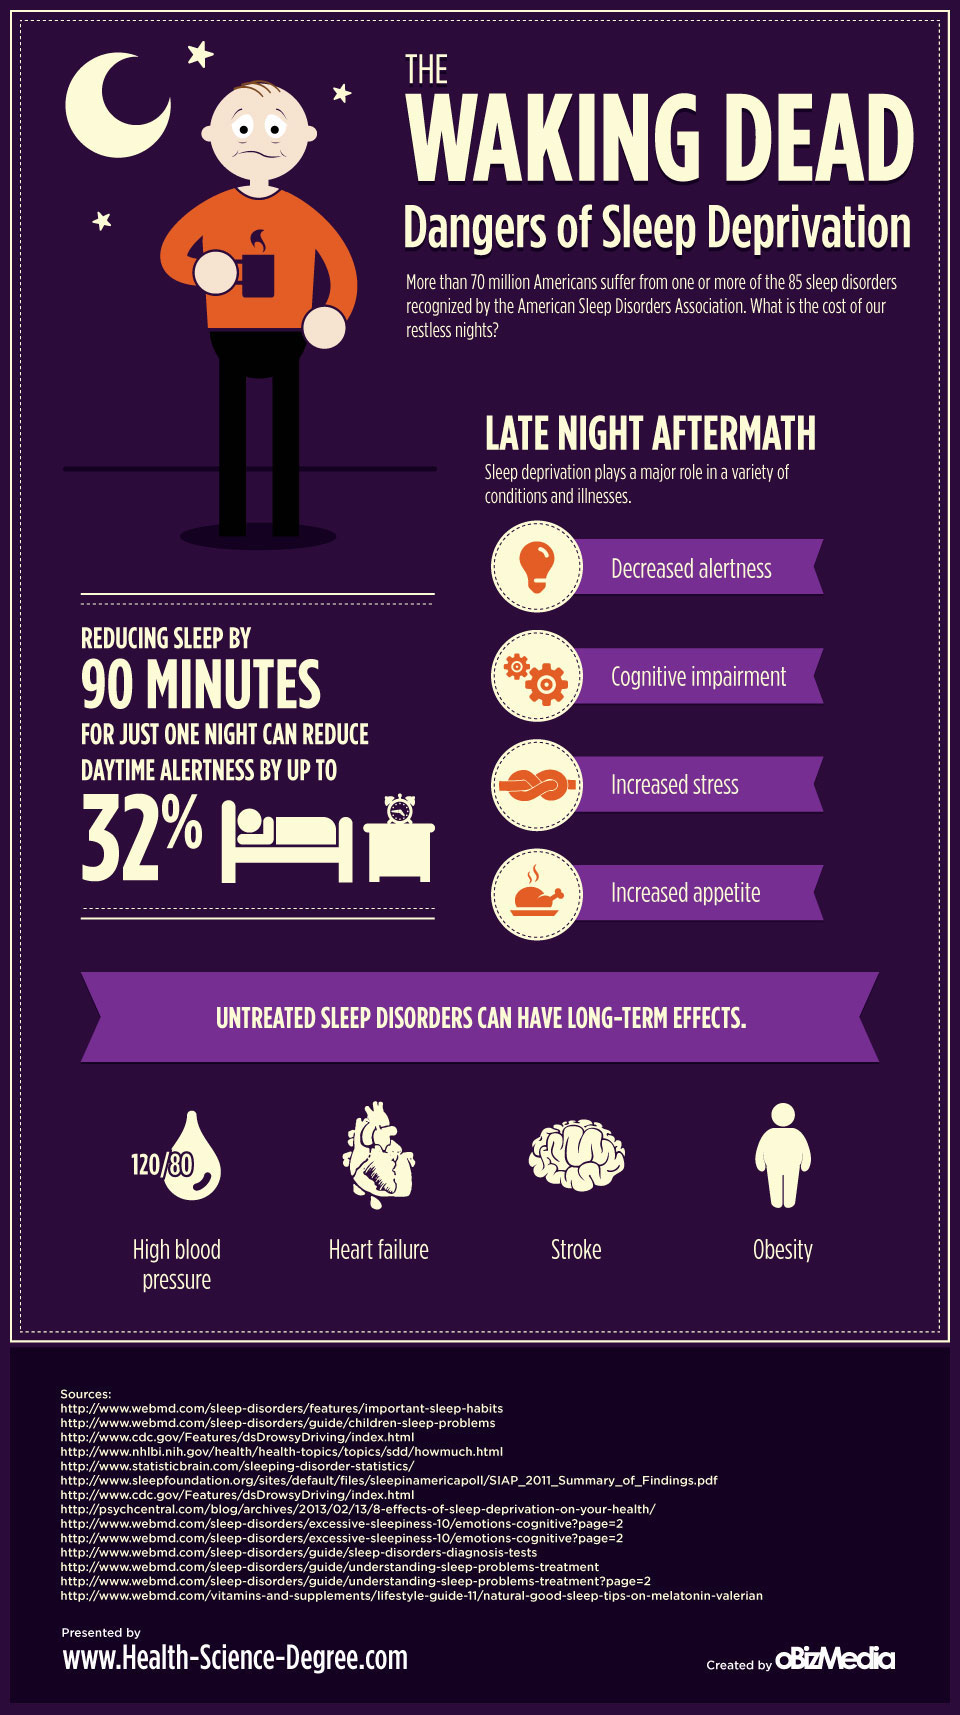 THE
WAKING DEAD
Dangers of Sleep Deprivation
More than 70 million Americans suffer from one or more of the 85 sleep disorders
recognized by the American Sleep Disorders Association. What is the cost of our
restless nights?
LATE NIGHT AFTERMATH
Sleep deprivation plays a major role in a variety of
conditions and illnesses.
Decreased alertness
Cognitive impairment
Increased stress
Increased appetite
REDUCING SLEEP BY
90 MINUTES
FOR JUST ONE NIGHT CAN REDUCE
DAYTIME ALERTNESS BY UP TO
32%
UNTREATED SLEEP DISORDERS CAN HAVE LONG-TERM EFFECTS.
120/80
High blood
pressure
Heart failure
Stroke
Obesity
Sources:
http://www.webmd.com/sleep-disorders/features/important-sleep-habits
http://www.webmd.com/sleep-disorders/guide/children-sleep-problems
http://www.cdc.gov/Features/dsDrowsyDriving/index.html
http://www.nhlbi.nih.gov/health/health-topics/topics/sdd/howmuch.html
http://www.statisticbrain.com/sleeping-disorder-statistics/
http://www.sleepfoundation.org/sites/default/files/sleepinamericapoll/SIAP_2011_Summary_of_Findings.pdf
http://www.cdc.gov/Features/dsDrowsyDriving/index.html
http://psychcentral.com/blog/archives/2013/02/13/8-effects-of-sleep-deprivation-on-your-health/
http://www.webmd.com/sleep-disorders/excessive-sleepiness-10/emotions-cognitive?page=2
http://www.webmd.com/sleep-disorders/excessive-sleepiness-10/emotions-cognitive?page=2
http://www.webmd.com/sleep-disorders/guide/sleep-disorders-diagnosis-tests
http://www.webmd.com/sleep-disorders/guide/understanding-sleep-problems-treatment
http://www.webmd.com/sleep-disorders/guide/understanding-sleep-problems-treatment?page=2
http://www.webmd.com/vitamins-and-supplements/lifestyle-guide-11/natural-good-sleep-tips-on-melatonin-valerian
Presented by
www.Health-Science-Degree.com
Created by oBizMedia